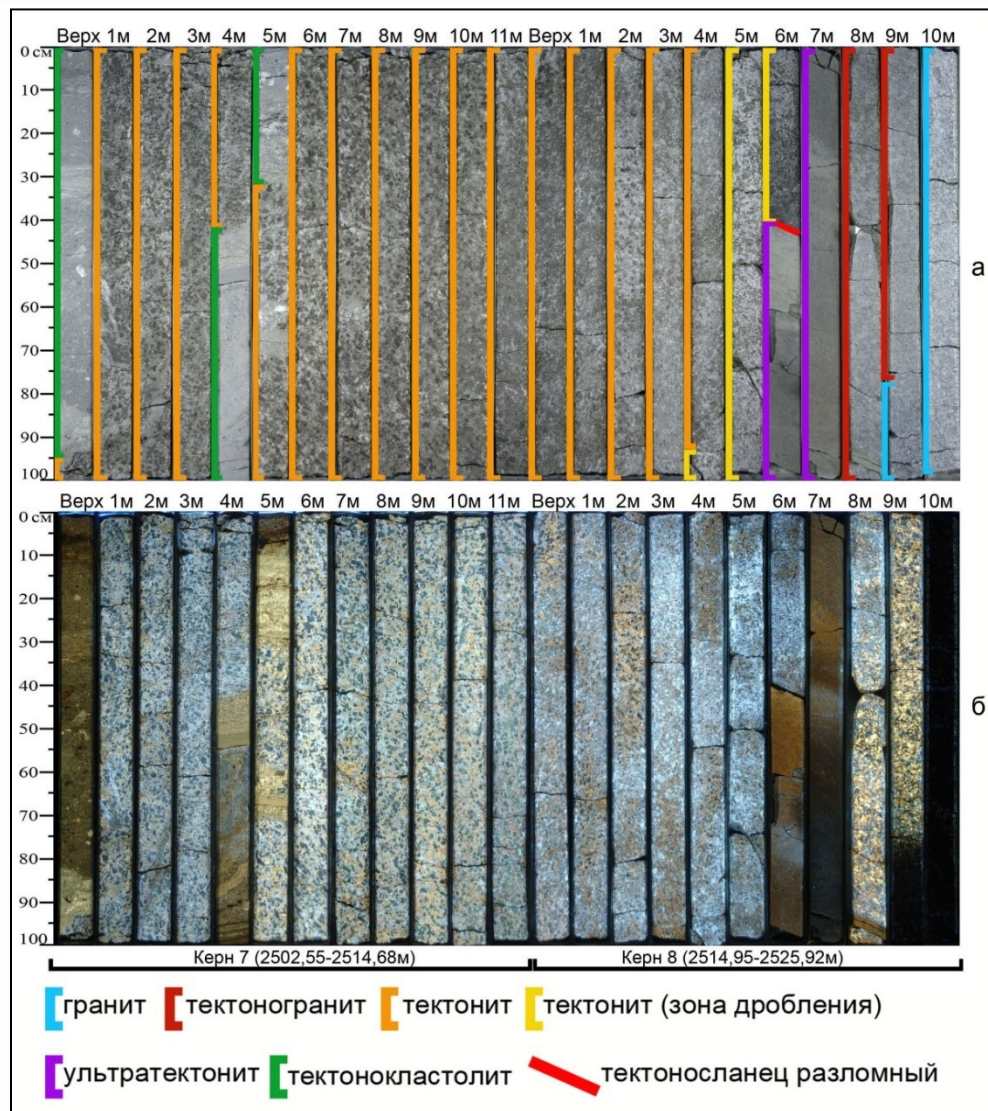 Верх 1м 2м 3м 4м 5м 6м 7м 8м 9м 10м 11м Верх 1м 2м 3м 4м 5м 6м 7м 8м 9м 10м
0 см
10
20
30
40
50
60
70
80
90
100
а
Верх 1м 2м 3м 4м 5м 6м 7м 8м 9м 10м 11м Верх 1м 2м 3м 4м 5м 6м 7м 8м 9м 10м
0 см
10
20
30
40
50
60
70
80
90
100
б
Керн 7 (2502,55-2514,68м) Керн 8 (2514,95-2525,92м)
гранит тектоногранит тектонит тектонит (зона дробления)
ультратектонит тектонокластолит тектоносланец разломный